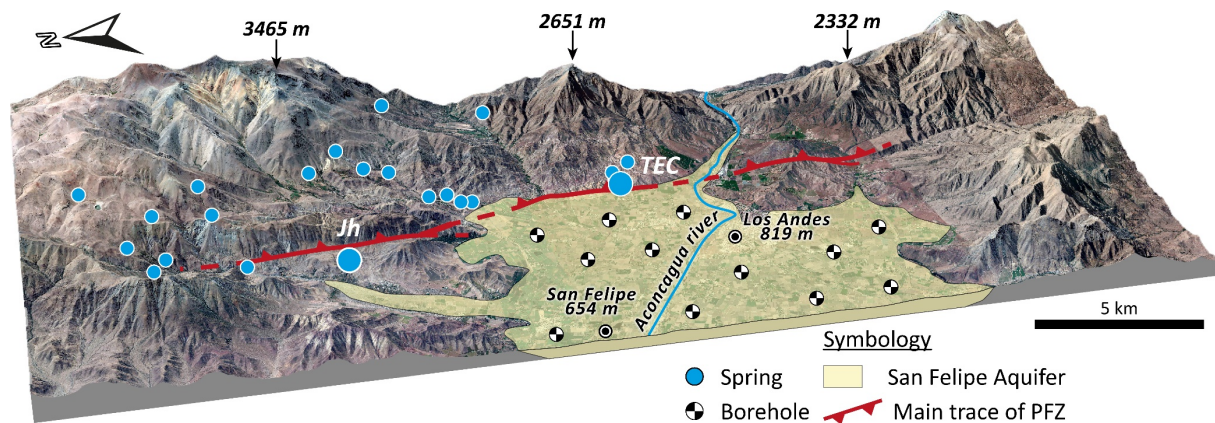 N
3465 m
2651 m
2332 m
TEC
Jh
Los Andes
819 m
Aconcagua river
San Felipe
654 m
5 km
Symbology
Spring
San Felipe Aquifer
Borehole
Main trace of PFZ